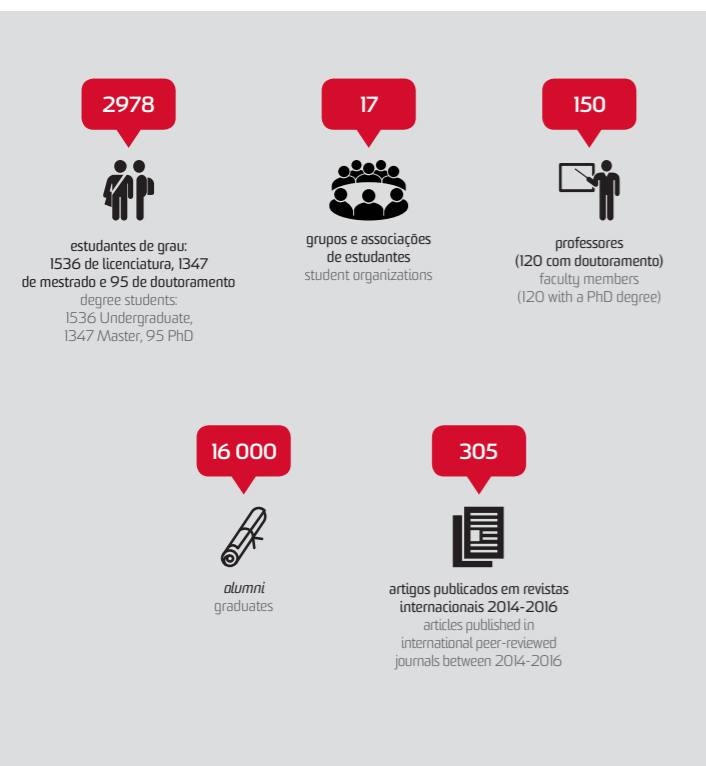 2978
estudantes de grau:
1536 de licenciatura, 1347
de mestrado e 95 de doutoramento
degree students:
1536 Undergraduate,
1347 Master, 95 PhD
17
grupos e associações
de estudantes
student organizations
150
professores
(120 com doutoramento)
faculty members
(120 with a PhD degree)
16 000
alumni
graduates
305
artigos publicados em revistas
internacionais 2014-2016
articles published in
international peer-reviewed
journals between 2014-2016